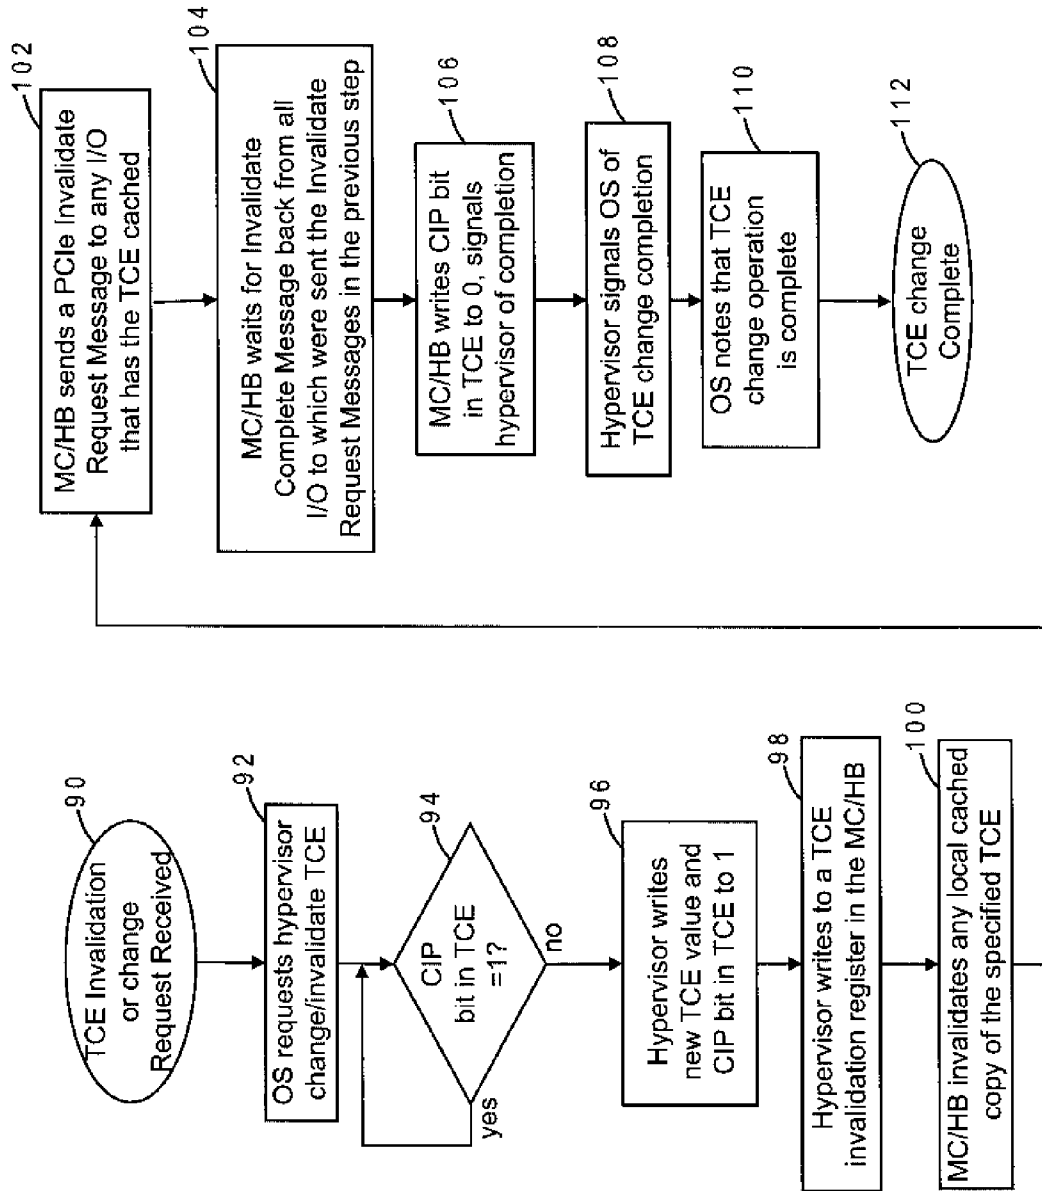 90
TCE Invalidation
or change
Request Received
92
OS requests hypervisor
change/invalidate TCE
94
CIP
bit in TCE
=1?
yes
no
96
Hypervisor writes
new TCE value and
CIP bit in TCE to 1
98
Hypervisor writes to a TCE
invalidation register in the MC/HB
100
MC/HB invalidates any local cached
copy of the specified TCE
102
MC/HB sends a PCIe Invalidate
Request Message to any I/O
that has the TCE cached
104
MC/HB waits for Invalidate
Complete Message back from all
I/O to which were sent the Invalidate
Request Messages in the previous step
106
MC/HB writes CIP bit
in TCE to 0, signals
hypervisor of completion
108
Hypervisor signals OS of
TCE change completion
110
OS notes that TCE
change operation
is complete
112
TCE change
Complete